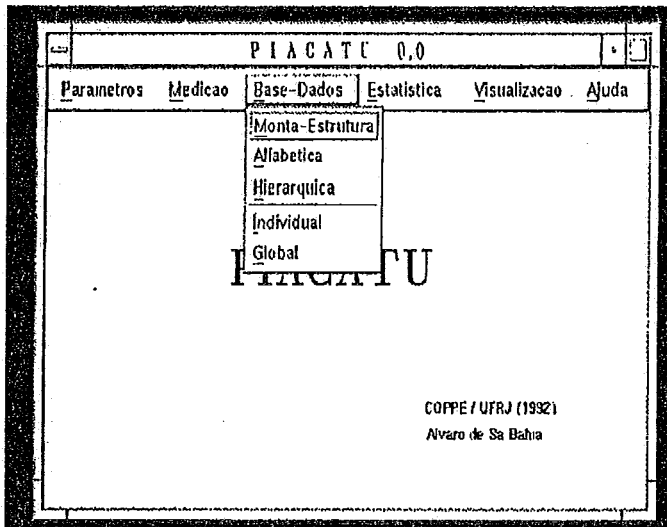 PIACATU 0.0
Parametros Medicao Base-Dados Estatistica Visualizacao Ajuda
Monta-Estrutura
Alfabetica
Hierarquica
Individual
Global
PIACATU
COPPE / UFRJ (1992)
Alvaro de Sa Bahia